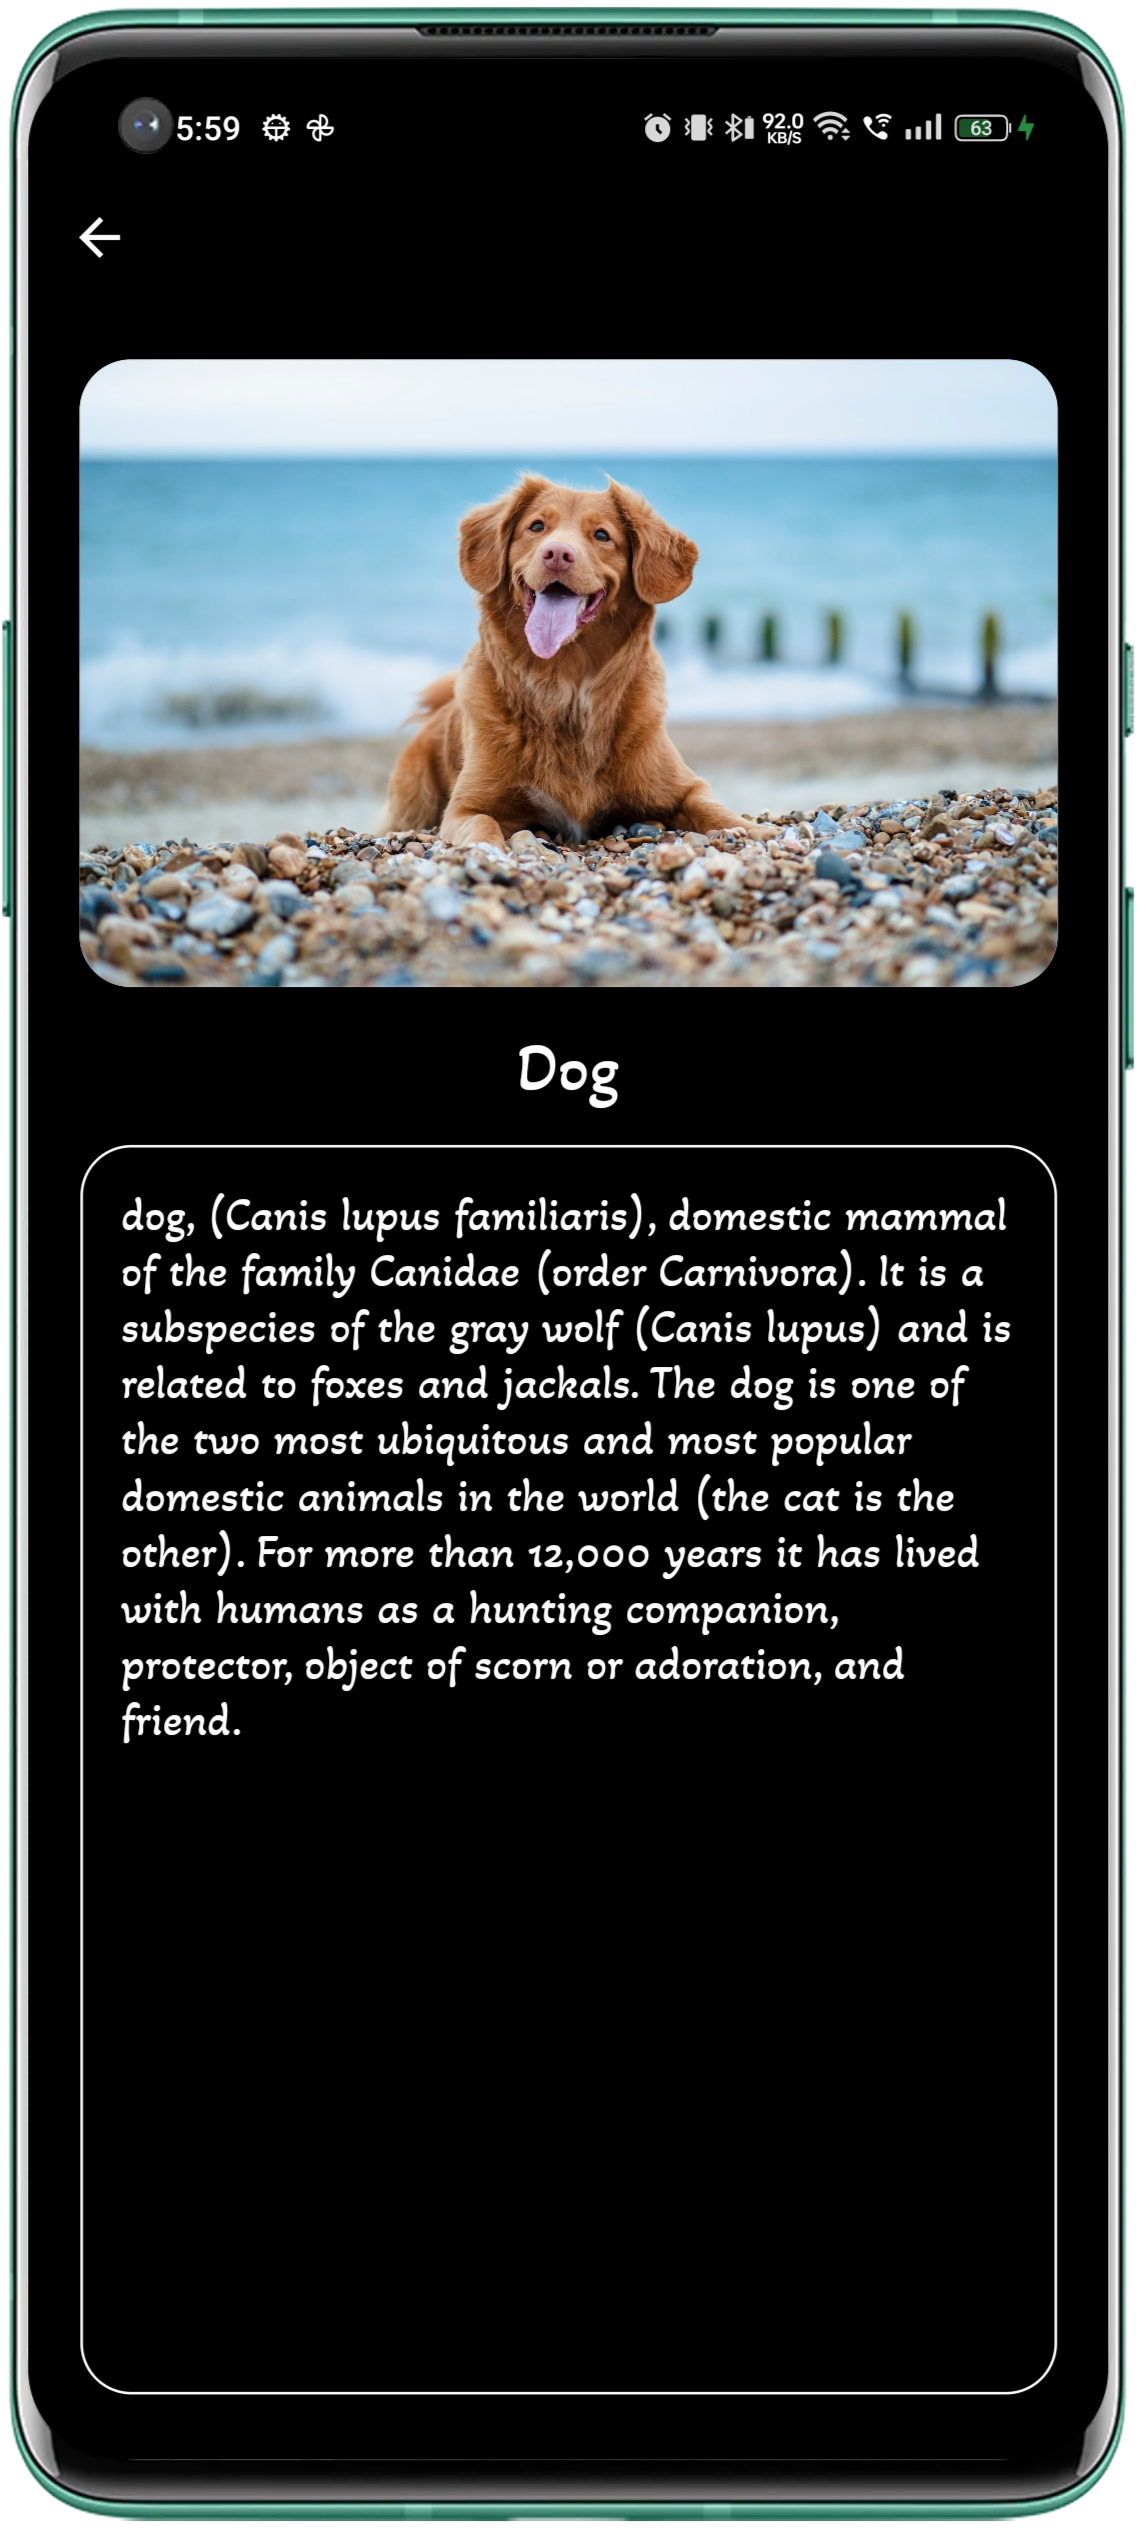 5:59
92.0
KB/S
63
Dog
dog, (Canis lupus familiaris), domestic mammal
of the family Canidae (order Carnivora). It is a
subspecies of the gray wolf (Canis lupus) and is
related to foxes and jackals. The dog is one of
the two most ubiquitous and most popular
domestic animals in the world (the cat is the
other). For more than 12,000 years it has lived
with humans as a hunting companion,
protector, object of scorn or adoration, and
friend.